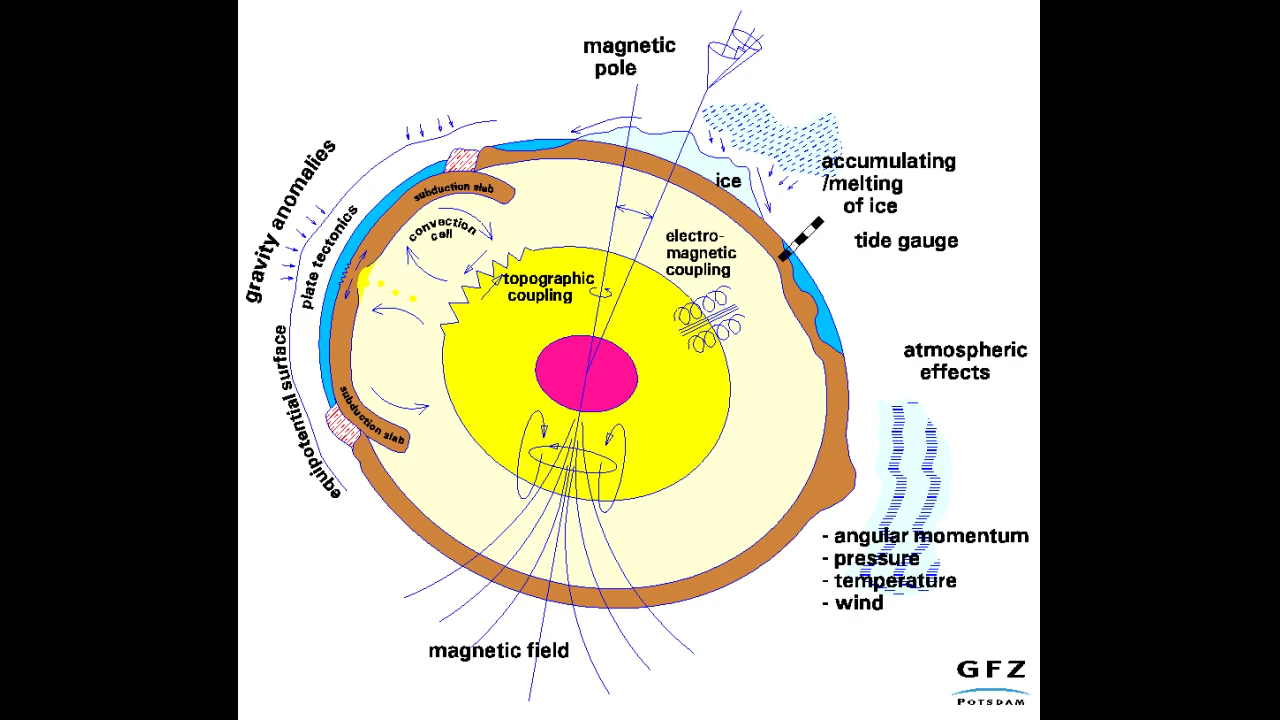 magnetic
pole
accumulating
/melting
of ice
ice
tide gauge
gravity anomalies
plate tectonics
equipotential surface
subduction slab
convection
cell
electro-
magnetic
coupling
topographic
coupling
subduction slab
atmospheric
effects
- angular momentum
- pressure
- temperature
- wind
magnetic field
GFZ
POTSDAM